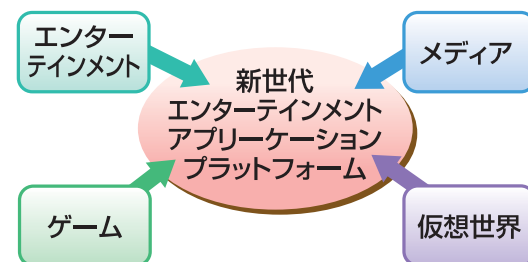 エンター
テインメント
メディア
新世代
エンターテインメント
アプリーケーション
プラットフォーム
ゲーム
仮想世界